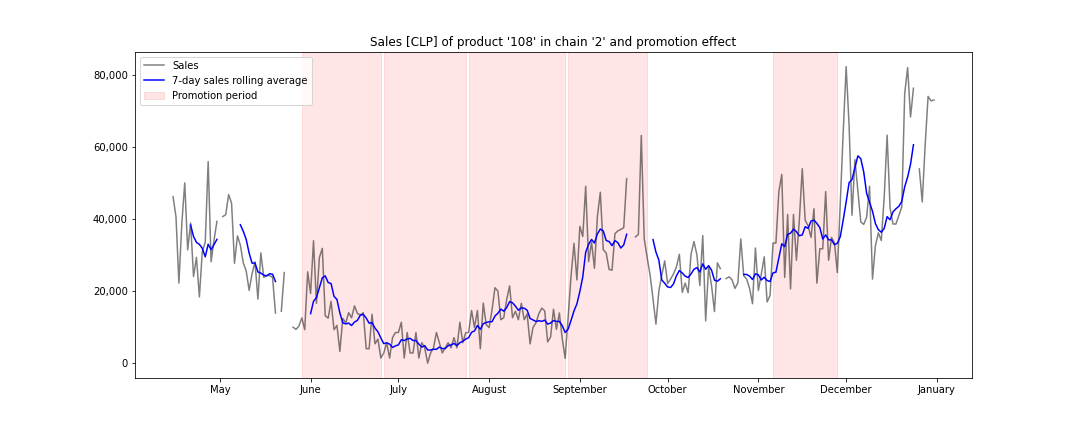 Sales [CLP] of product '108' in chain '2' and promotion effect
Sales
7-day sales rolling average
Promotion period
80,000
60,000
40,000
20,000
0
May June July August September October November December January